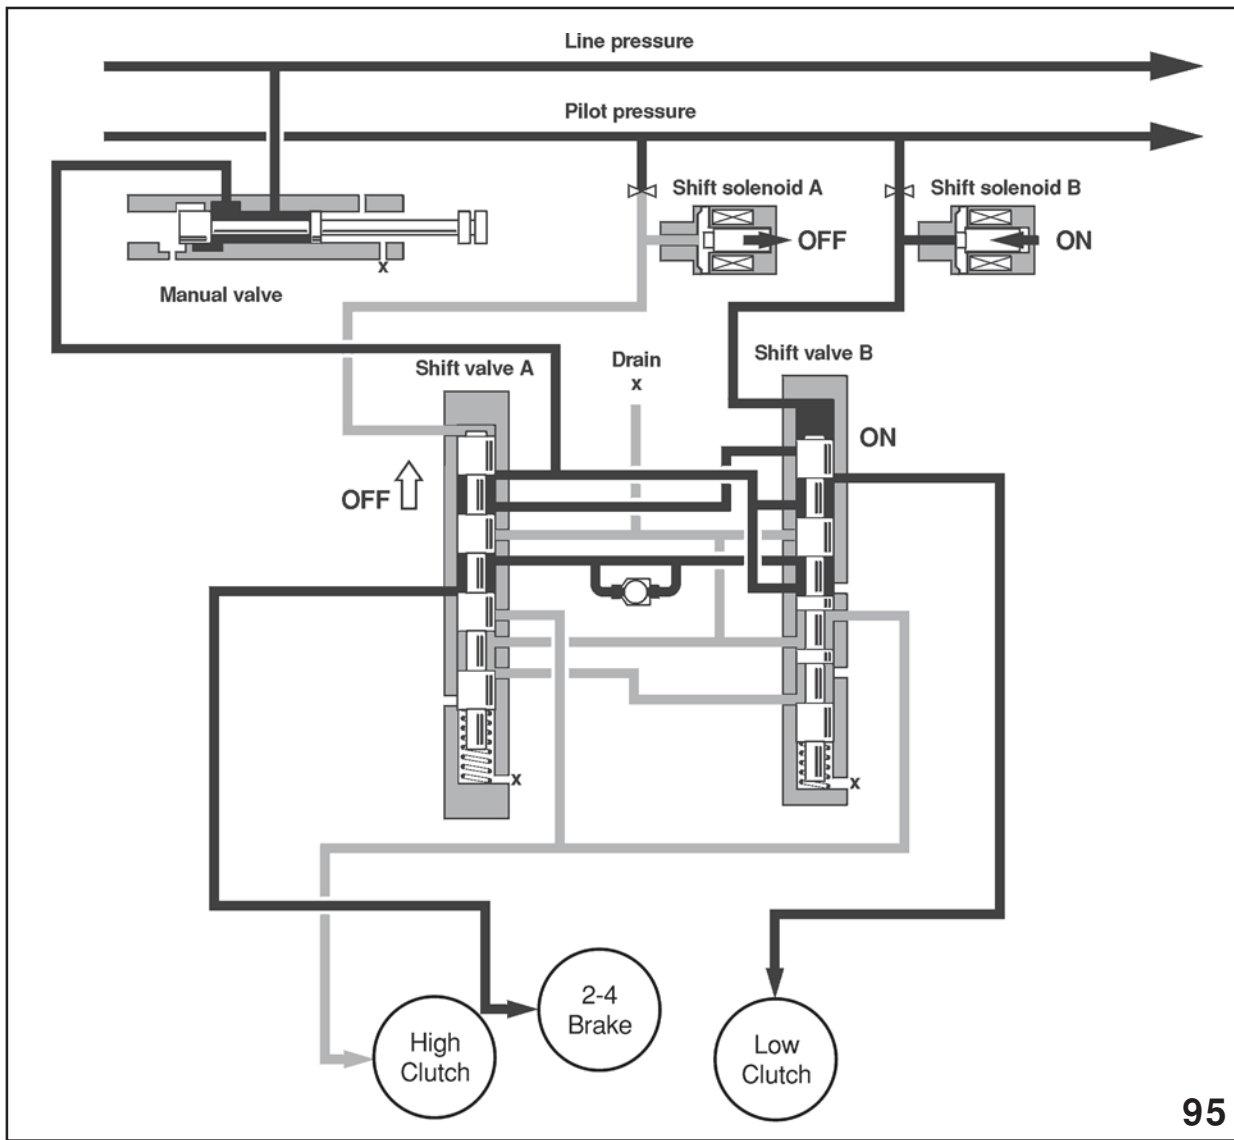 Line pressure
Pilot pressure
Shift solenoid A
Shift solenoid B
OFF
ON
x
Manual valve
Shift valve A
Drain
x
Shift valve B
ON
OFF
x
x
2-4
Brake
High
Clutch
Low
Clutch
95